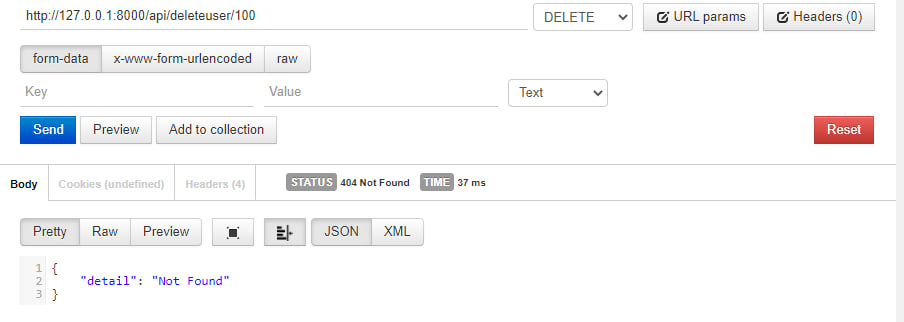 http://127.0.0.1:8000/api/deleteuser/100 DELETE URL params Headers (0)
form-data x-www-form-urlencoded raw
Key Value Text
Send Preview Add to collection Reset
Body Cookies (undefined) Headers (4) STATUS 404 Not Found TIME 37 ms
Pretty Raw Preview JSON XML
1 {
2 "detail": "Not Found"
3 }